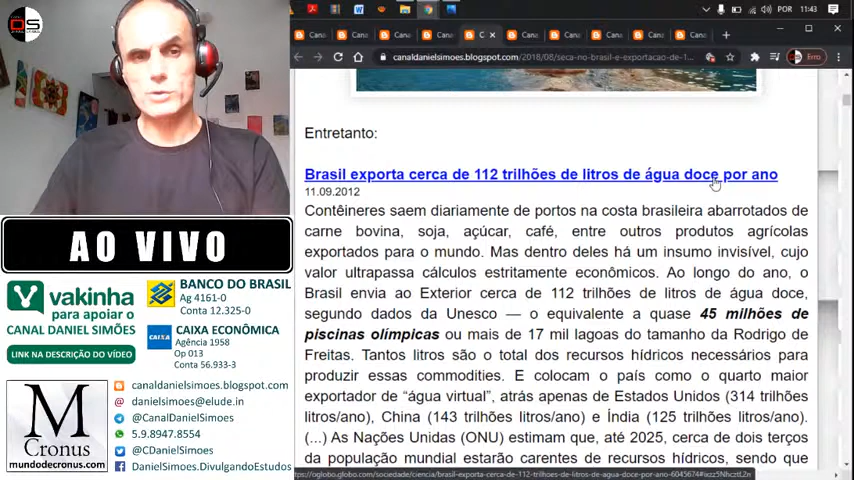 POR 11:43
canaldanielsimoes.blogspot.com/2018/08/seca-no-brasil-e-exportacao-de-1...
Erro
Entretanto:
Brasil exporta cerca de 112 trilhões de litros de água doce por ano
11.09.2012
Contêineres saem diariamente de portos na costa brasileira abarrotados de
carne bovina, soja, açúcar, café, entre outros produtos agrícolas
exportados para o mundo. Mas dentro deles há um insumo invisível, cujo
valor ultrapassa cálculos estritamente econômicos. Ao longo do ano, o
Brasil envia ao Exterior cerca de 112 trilhões de litros de água doce,
segundo dados da Unesco — o equivalente a quase 45 milhões de
piscinas olímpicas ou mais de 17 mil lagoas do tamanho da Rodrigo de
Freitas. Tantos litros são o total dos recursos hídricos necessários para
produzir essas commodities. E colocam o país como o quarto maior
exportador de “água virtual”, atrás apenas de Estados Unidos (314 trilhões
litros/ano), China (143 trilhões litros/ano) e Índia (125 trilhões litros/ano).
(...) As Nações Unidas (ONU) estimam que, até 2025, cerca de dois terços
da população mundial estarão carentes de recursos hídricos, sendo que
AO VIVO
vakinha
para apoiar o
CANAL DANIEL SIMÕES
LINK NA DESCRIÇÃO DO VÍDEO
BANCO DO BRASIL
Ag 4161-0
Conta 12.325-0
CAIXA
CAIXA ECONÔMICA
Agência 1958
Op 013
Conta 56.933-3
M
Cronus
mundodecronus.com
canaldanielsimoes.blogspot.com
danielsimoes@elude.in
@CanalDanielSimoes
5.9.8947.8554
@CDanielSimoes
DanielSimoes.DivulgandoEstudos